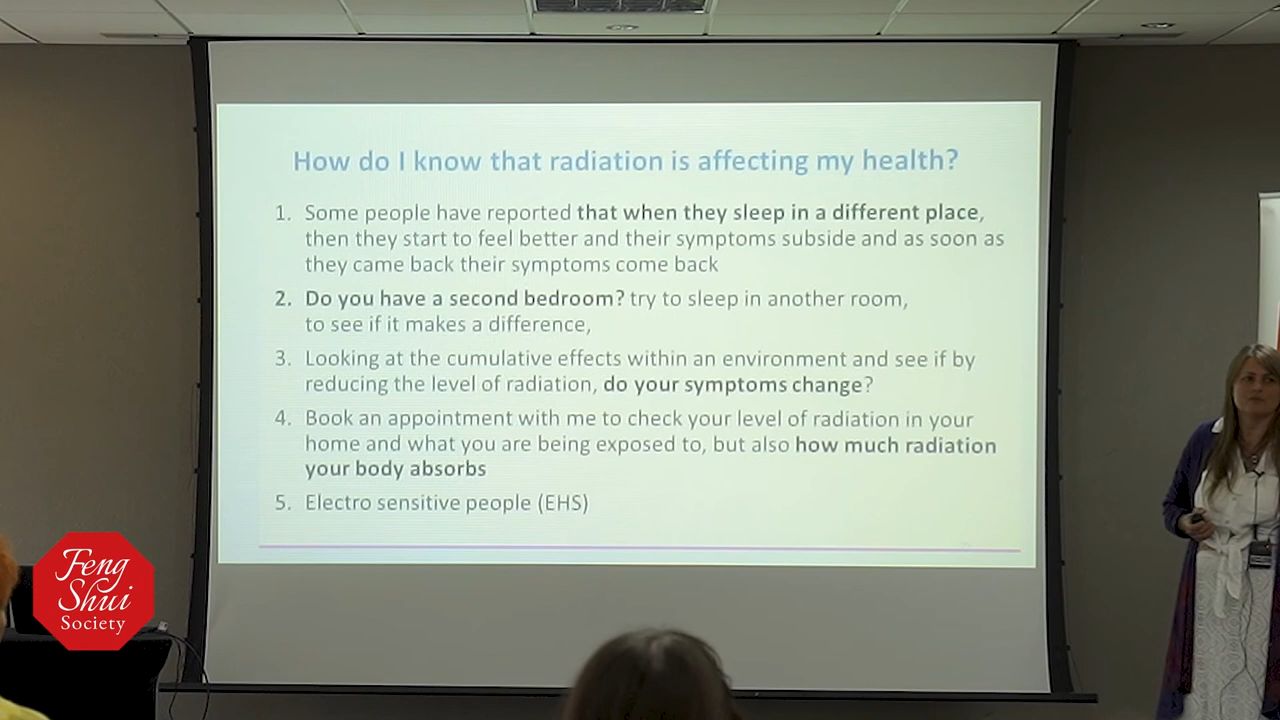 How do I know that radiation is affecting my health?
1. Some people have reported that when they sleep in a different place,
then they start to feel better and their symptoms subside and as soon as
they came back their symptoms come back
2. Do you have a second bedroom? try to sleep in another room,
to see if it makes a difference,
3. Looking at the cumulative effects within an environment and see if by
reducing the level of radiation, do your symptoms change?
4. Book an appointment with me to check your level of radiation in your
home and what you are being exposed to, but also how much radiation
your body absorbs
5. Electro sensitive people (EHS)
Feng
Shui
Society